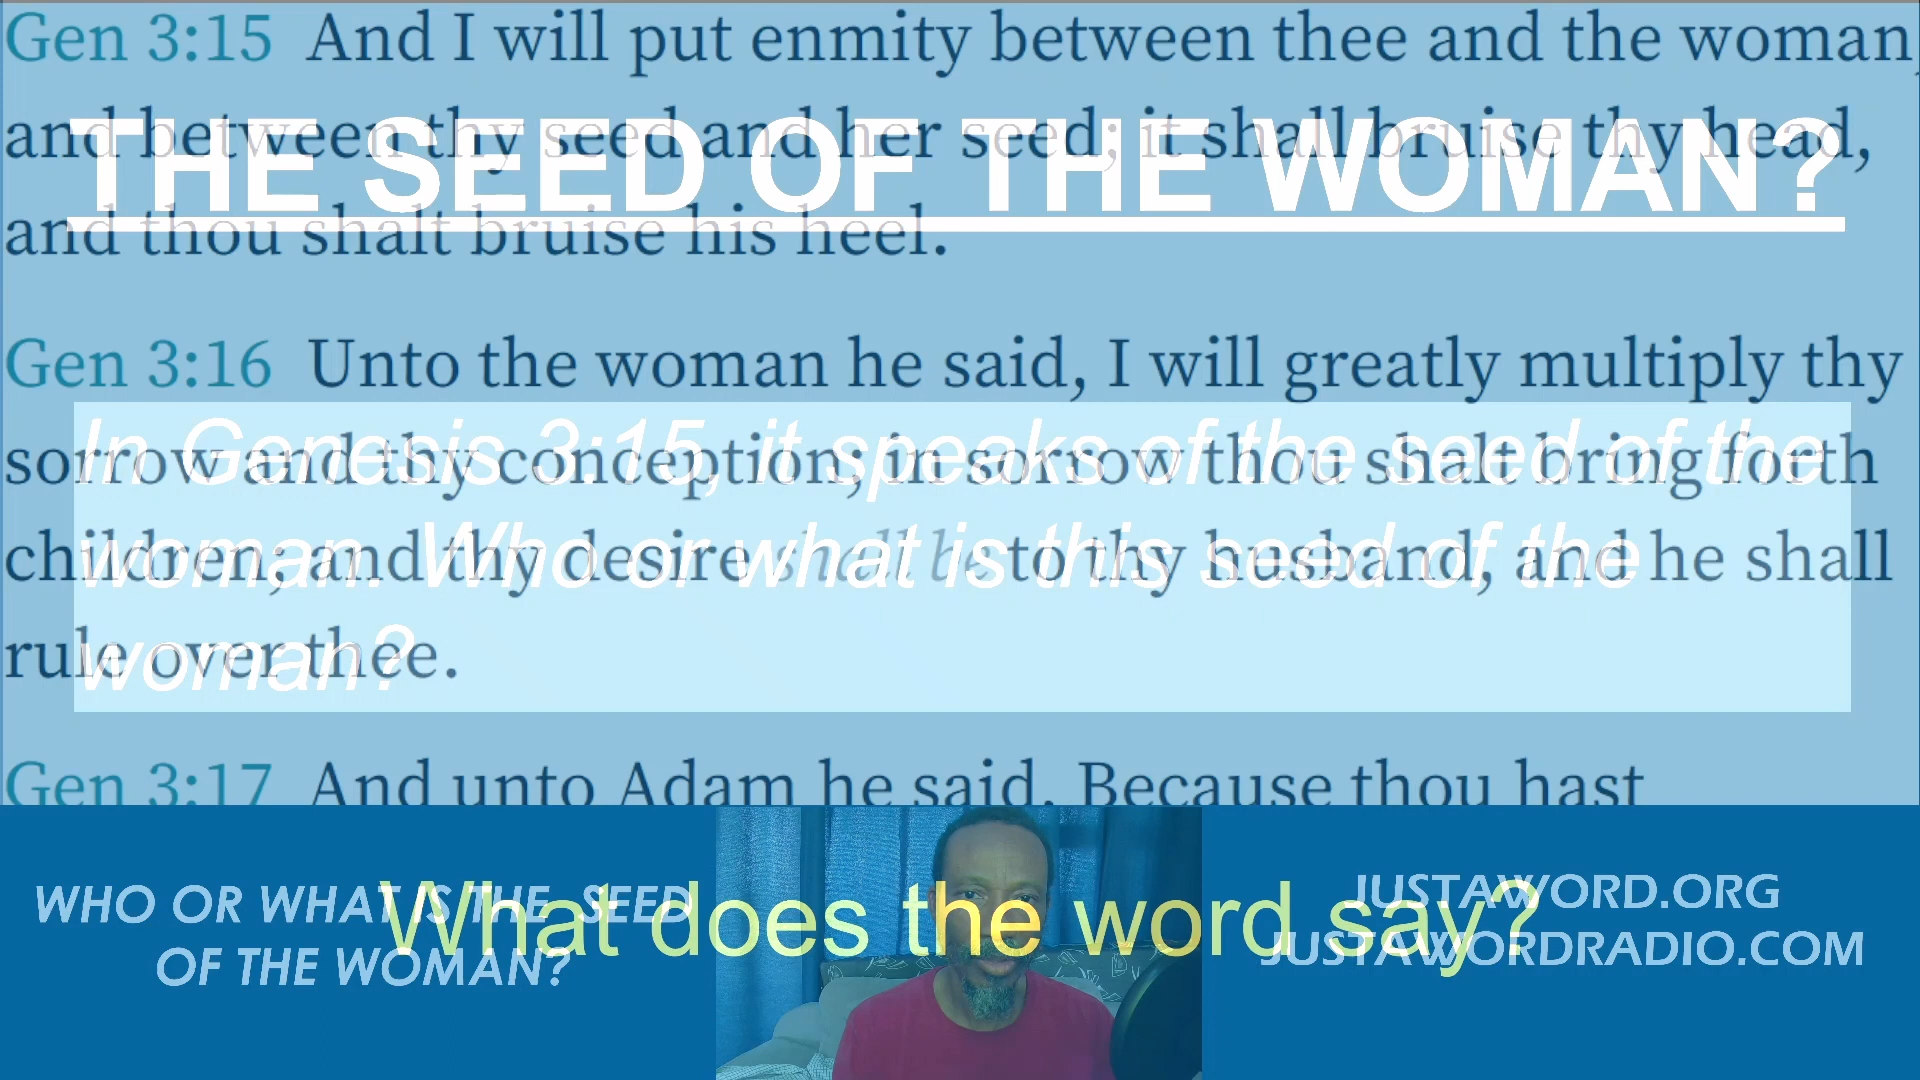 Gen 3:15 And I will put enmity between thee and the woman,
THE SEED OF THE WOMAN?
and between thy seed and her seed; it shall bruise thy head,
and thou shalt bruise his heel.
Gen 3:16 Unto the woman he said, I will greatly multiply thy
In Genesis 3:15, it speaks of the seed of the
sorrow and thy conception; in sorrow thou shalt bring forth
woman. Who or what is this seed of the
children; and thy desire shall be to thy husband, and he shall
woman?
rule over thee.
Gen 3:17 And unto Adam he said, Because thou hast
WHO OR WHAT IS THE SEED
OF THE WOMAN?
What does the word say?
JUSTAWORD.ORG
JUSTAWORDRADIO.COM